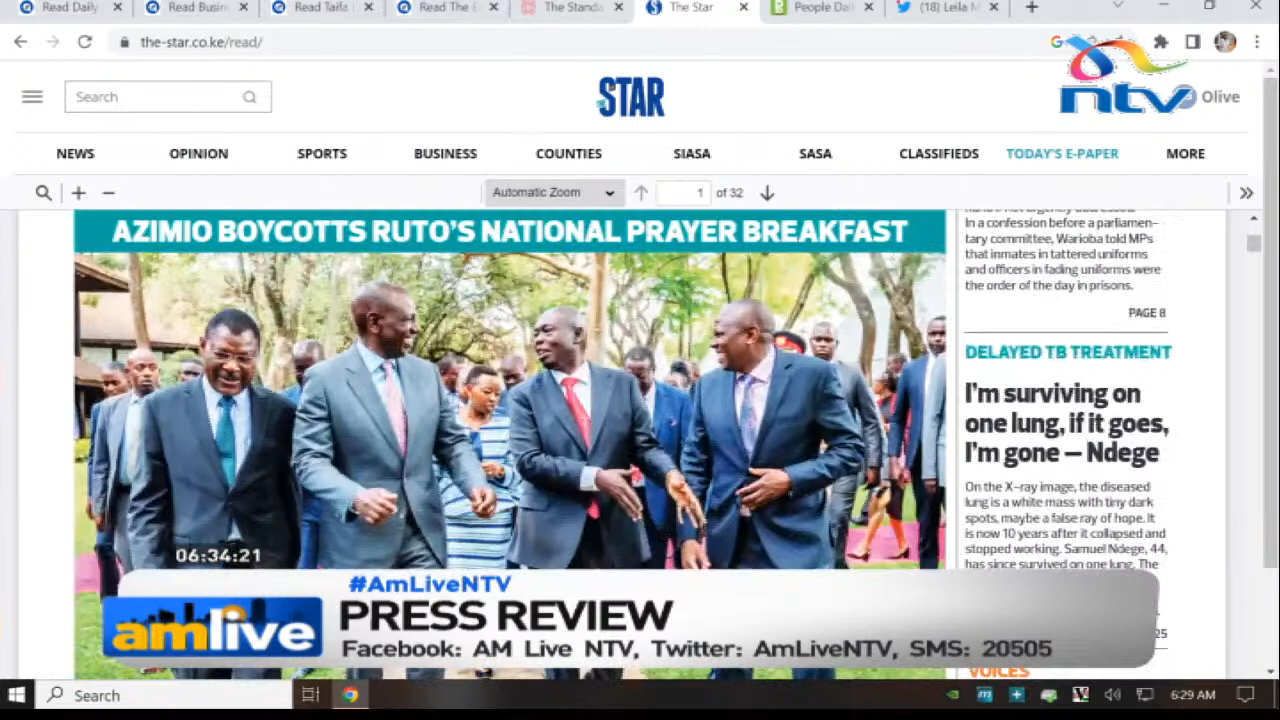 Read Daily
Read Busin
Read Taifa
Read The E
The Standa
The Star
People Dai
(18) Leila M
the-star.co.ke/read/
Search
STAR
ntv
Olive
NEWS
OPINION
SPORTS
BUSINESS
COUNTIES
SIASA
SASA
CLASSIFIEDS
TODAY'S E-PAPER
MORE
Automatic Zoom
1 of 32
AZIMIO BOYCOTTS RUTO'S NATIONAL PRAYER BREAKFAST
In a confession before a parliamen-
tary committee, Warioba told MPs
that inmates in tattered uniforms
and officers in fading uniforms were
the order of the day in prisons.
PAGE 8
DELAYED TB TREATMENT
I'm surviving on
one lung, if it goes,
I'm gone – Ndege
On the X-ray image, the diseased
lung is a white mass with tiny dark
spots, maybe a false ray of hope. It
is now 10 years after it collapsed and
stopped working. Samuel Ndege, 44,
has since survived on one lung. The
25
VOICES
06:34:21
#AmLiveNTV
amlive
PRESS REVIEW
Facebook: AM Live NTV, Twitter: AmLiveNTV, SMS: 20505
Search
6:29 AM